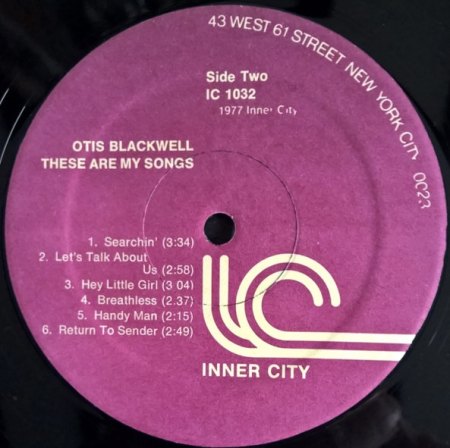 43 WEST 61 STREET NEW YORK CITY 0023
Side Two
IC 1032
1977 Inner City
OTIS BLACKWELL
THESE ARE MY SONGS
1. Searchin' (3:34)
2. Let's Talk About
Us (2:58)
3. Hey Little Girl (3 04)
4. Breathless (2.37)
5. Handy Man (2:15)
6. Return To Sender (2:49)
IC
INNER CITY